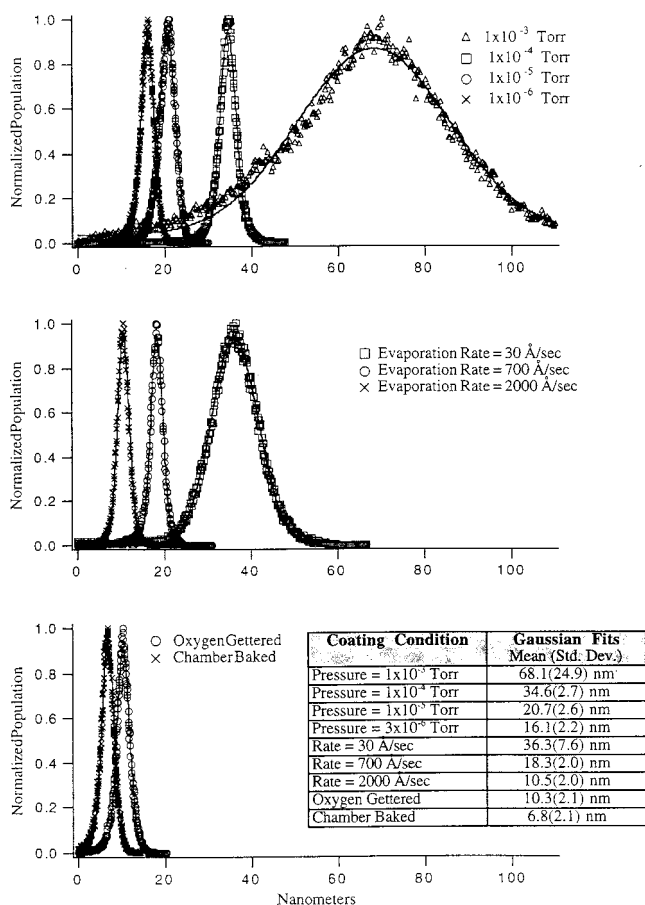 NormalizedPopulation
1.0
0.8
0.6
0.4
0.2
0.0
0 20 40 60 80 100
△ 1x10-3 Torr
□ 1x10-4 Torr
○ 1x10-5 Torr
× 1x10-6 Torr
NormalizedPopulation
1.0
0.8
0.6
0.4
0.2
0.0
0 20 40 60 80 100
□ Evaporation Rate = 30 Å/sec
○ Evaporation Rate = 700 Å/sec
× Evaporation Rate = 2000 Å/sec
NormalizedPopulation
1.0
0.8
0.6
0.4
0.2
0.0
0 20 40 60 80 100
Nanometers
○ Oxygen Gettered
× Chamber Baked
Coating Condition Gaussian Fits
Mean (Std. Dev.)
Pressure = 1x10-3 Torr 68.1(24.9) nm
Pressure = 1x10-4 Torr 34.6(2.7) nm
Pressure = 1x10-5 Torr 20.7(2.6) nm
Pressure = 3x10-6 Torr 16.1(2.2) nm
Rate = 30 A/sec 36.3(7.6) nm
Rate = 700 A/sec 18.3(2.0) nm
Rate = 2000 A/sec 10.5(2.0) nm
Oxygen Gettered 10.3(2.1) nm
Chamber Baked 6.8(2.1) nm